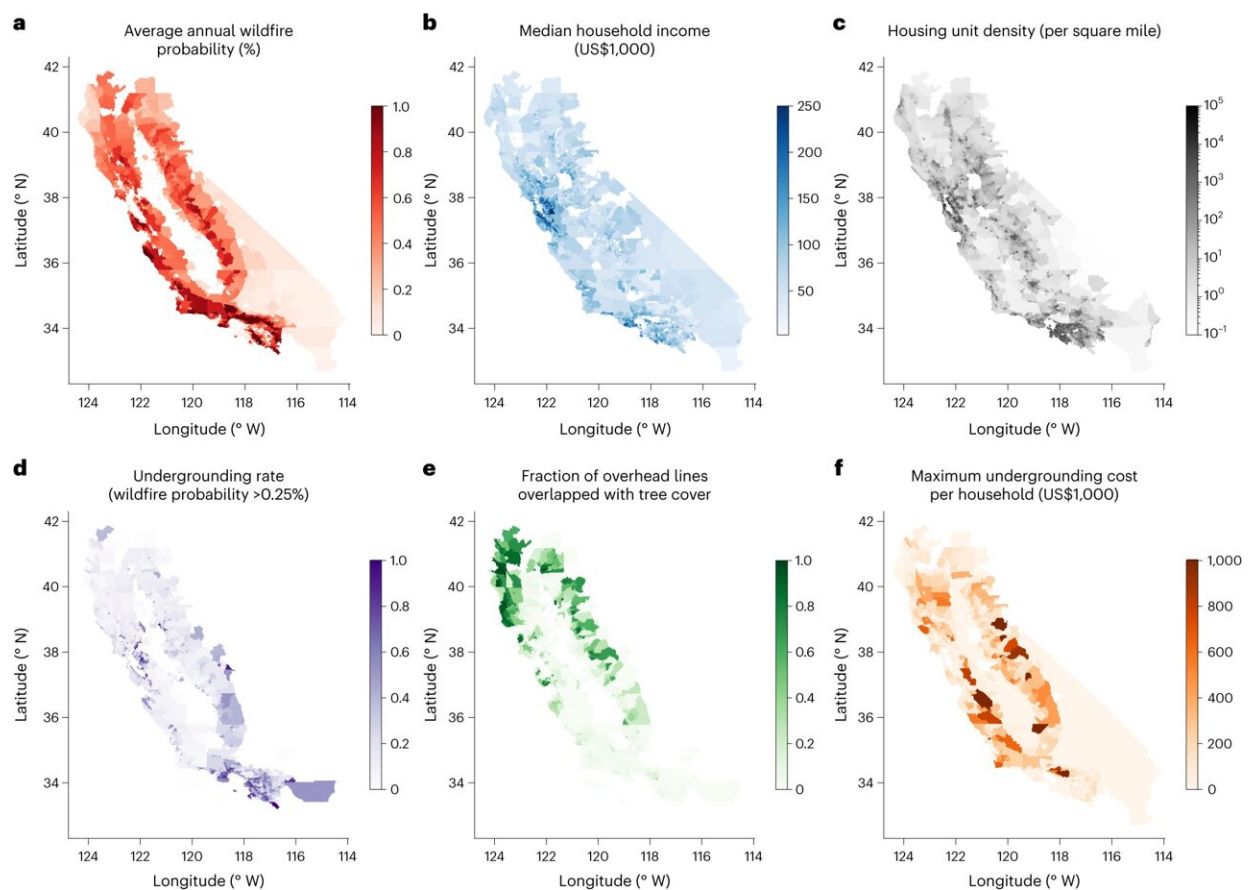 a
Average annual wildfire
probability (%)
42
40
38
36
34
124 122 120 118 116 114
Latitude (° N)
Longitude (° W)
1.0
0.8
0.6
0.4
0.2
0
b
Median household income
(US$1,000)
42
40
38
36
34
124 122 120 118 116 114
Latitude (° N)
Longitude (° W)
250
200
150
100
50
c
Housing unit density (per square mile)
42
40
38
36
34
124 122 120 118 116 114
Latitude (° N)
Longitude (° W)
10⁵
10⁴
10³
10²
10¹
10⁰
10⁻¹
d
Undergrounding rate
(wildfire probability >0.25%)
42
40
38
36
34
124 122 120 118 116 114
Latitude (° N)
Longitude (° W)
1.0
0.8
0.6
0.4
0.2
0
e
Fraction of overhead lines
overlapped with tree cover
42
40
38
36
34
124 122 120 118 116 114
Latitude (° N)
Longitude (° W)
1.0
0.8
0.6
0.4
0.2
0
f
Maximum undergrounding cost
per household (US$1,000)
42
40
38
36
34
124 122 120 118 116 114
Latitude (° N)
Longitude (° W)
1,000
800
600
400
200
0